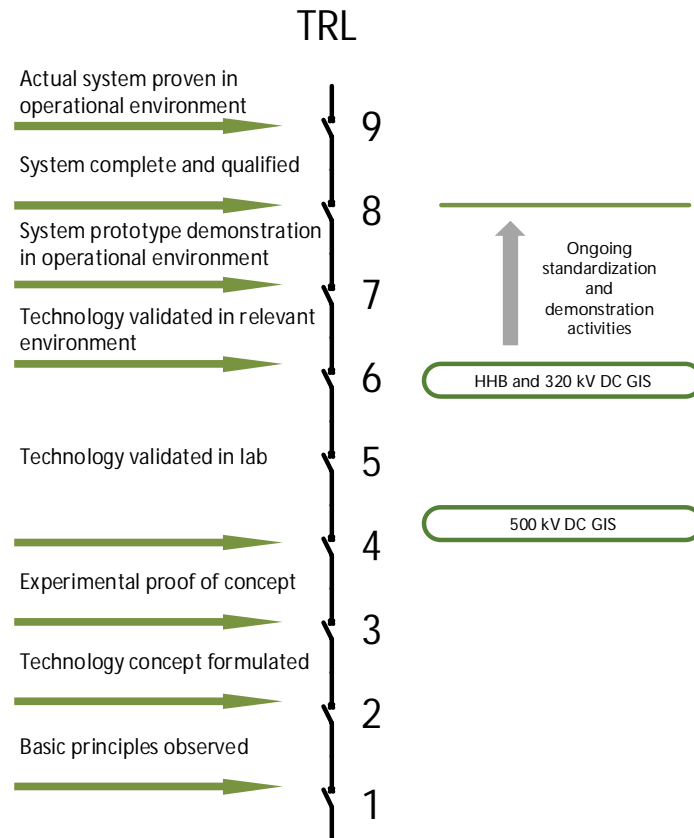 TRL
Actual system proven in
operational environment
9
System complete and qualified
8
System prototype demonstration
in operational environment
Ongoing
standardization
and
demonstration
activities
7
Technology validated in relevant
environment
6
HHB and 320 kV DC GIS
Technology validated in lab
5
500 kV DC GIS
4
Experimental proof of concept
3
Technology concept formulated
2
Basic principles observed
1